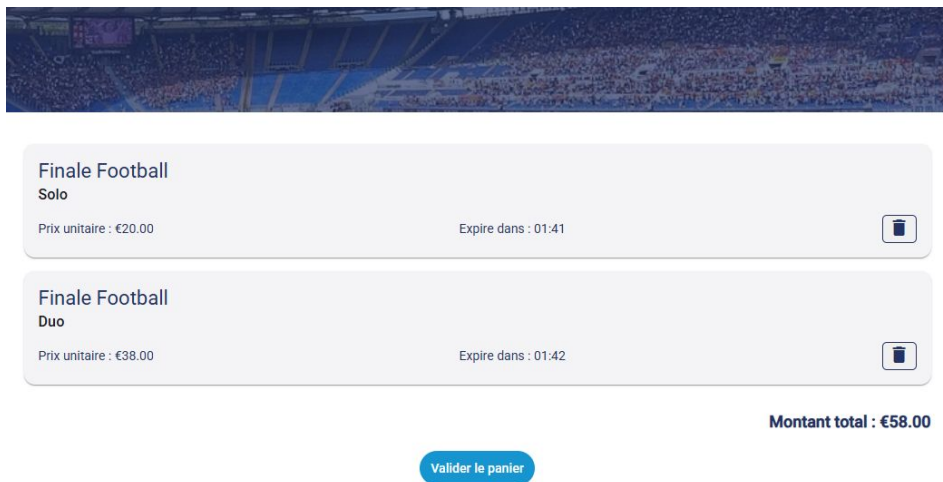 Finale Football
Solo
Prix unitaire : €20.00 Expire dans : 01:41
Finale Football
Duo
Prix unitaire : €38.00 Expire dans : 01:42
Montant total : €58.00
Valider le panier